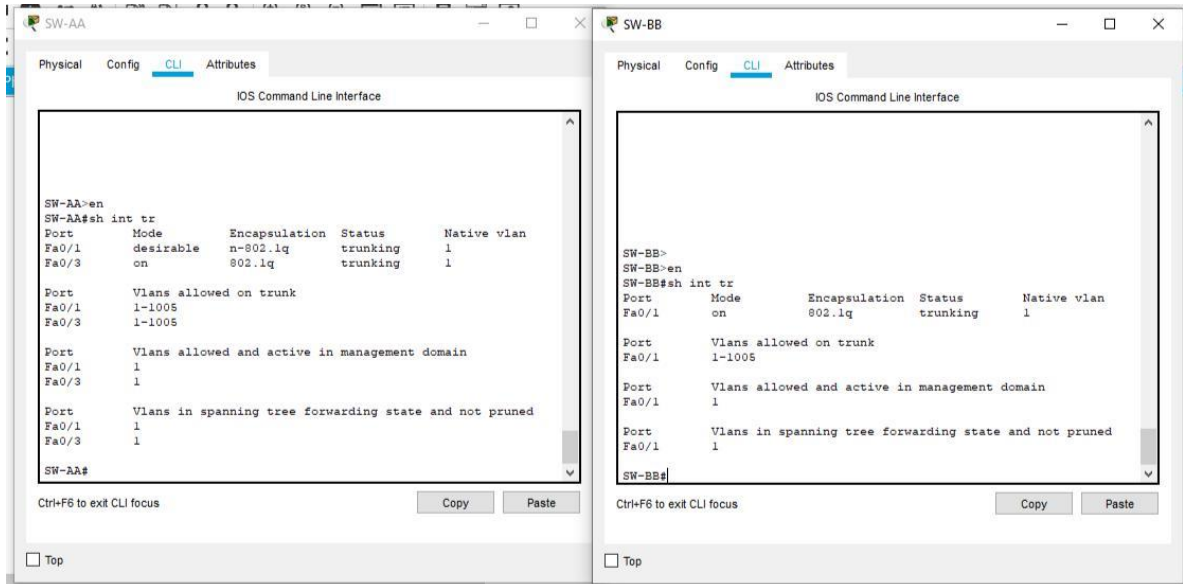 SW-AA
Physical Config CLI Attributes
IOS Command Line Interface
SW-AA>en
SW-AA#sh int tr
Port Mode Encapsulation Status Native vlan
Fa0/1 desirable n-802.1q trunking 1
Fa0/3 on 802.1q trunking 1
Port Vlans allowed on trunk
Fa0/1 1-1005
Fa0/3 1-1005
Port Vlans allowed and active in management domain
Fa0/1 1
Fa0/3 1
Port Vlans in spanning tree forwarding state and not pruned
Fa0/1 1
Fa0/3 1
SW-AA#
Ctrl+F6 to exit CLI focus
Copy Paste
Top
SW-BB
Physical Config CLI Attributes
IOS Command Line Interface
SW-BB>
SW-BB>en
SW-BB#sh int tr
Port Mode Encapsulation Status Native vlan
Fa0/1 on 802.1q trunking 1
Port Vlans allowed on trunk
Fa0/1 1-1005
Port Vlans allowed and active in management domain
Fa0/1 1
Port Vlans in spanning tree forwarding state and not pruned
Fa0/1 1
SW-BB#
Ctrl+F6 to exit CLI focus
Copy Paste
Top